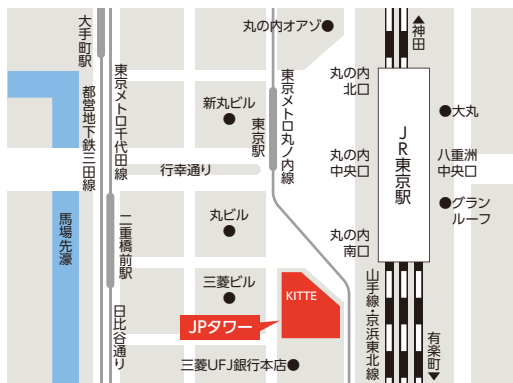 大手町駅
丸の内オアゾ
▲神田
東京メトロ千代田線
都営地下鉄三田線
新丸ビル
東京駅
東京メトロ丸ノ内線
丸の内
北口
大丸
JR東京駅
行幸通り
丸の内
中央口
八重洲
中央口
馬場先濠
二重橋前駅
丸ビル
グラン
ルーフ
丸の内
南口
三菱ビル
KITTE
JPタワー
日比谷通り
山手線・京浜東北線
有楽町▼
三菱UFJ銀行本店